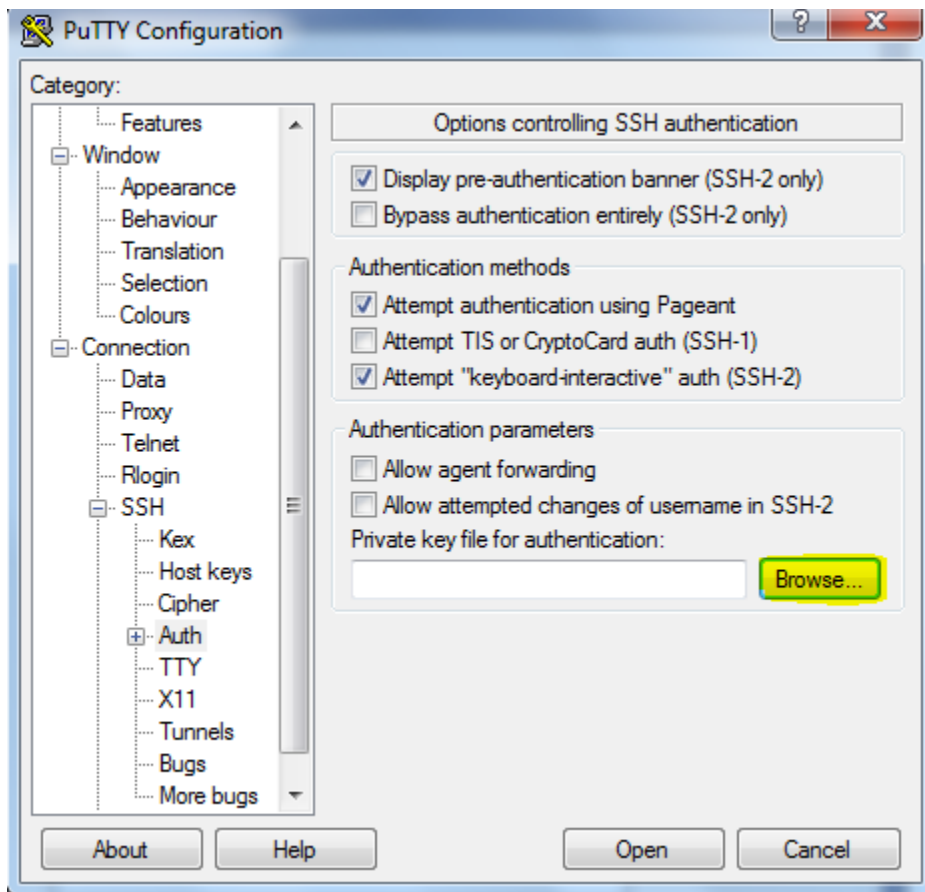 PuTTY Configuration
Category:
Features
Window
Appearance
Behaviour
Translation
Selection
Colours
Connection
Data
Proxy
Telnet
Rlogin
SSH
Kex
Host keys
Cipher
Auth
TTY
X11
Tunnels
Bugs
More bugs
Options controlling SSH authentication
Display pre-authentication banner (SSH-2 only)
Bypass authentication entirely (SSH-2 only)
Authentication methods
Attempt authentication using Pageant
Attempt TIS or CryptoCard auth (SSH-1)
Attempt "keyboard-interactive" auth (SSH-2)
Authentication parameters
Allow agent forwarding
Allow attempted changes of username in SSH-2
Private key file for authentication:
Browse...
About
Help
Open
Cancel